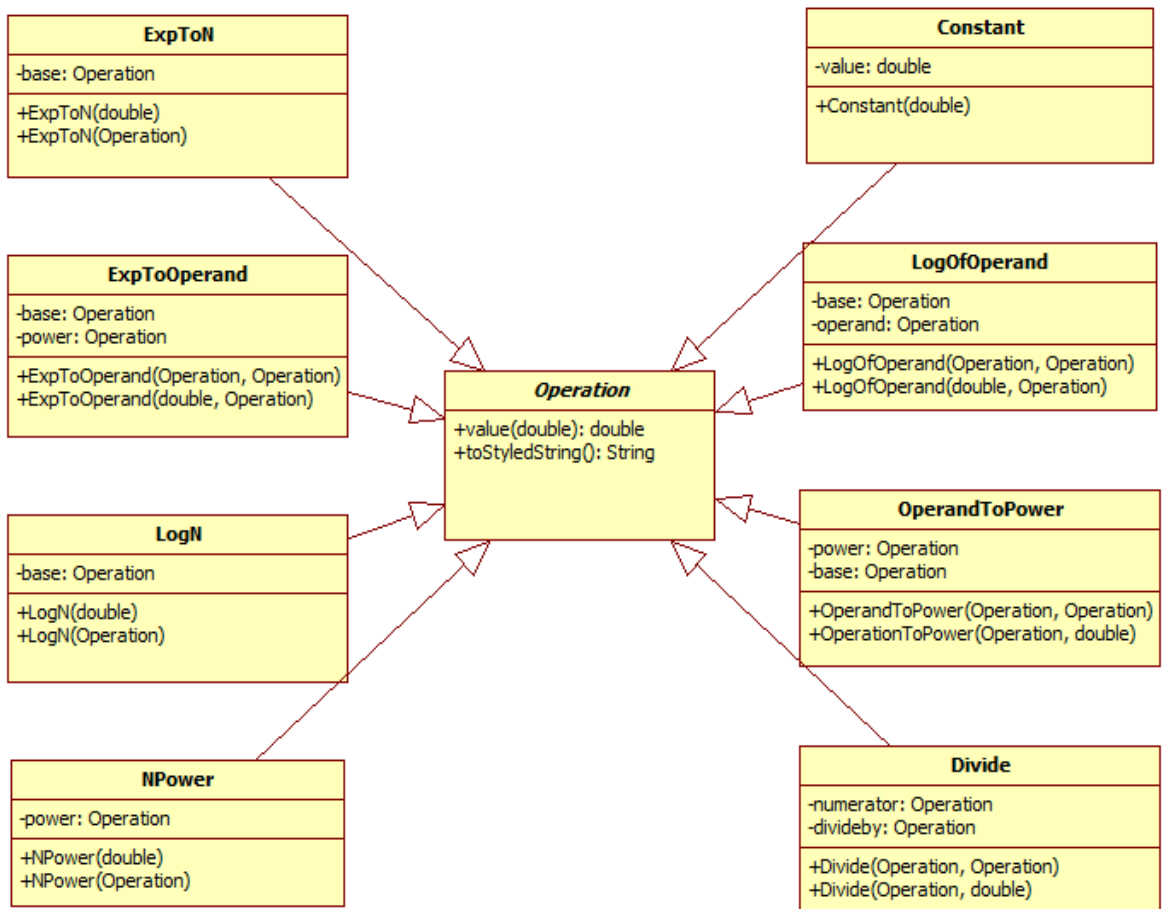 ExpToN
-base: Operation
+ExpToN(double)
+ExpToN(Operation)
Constant
-value: double
+Constant(double)
ExpToOperand
-base: Operation
-power: Operation
+ExpToOperand(Operation, Operation)
+ExpToOperand(double, Operation)
LogOfOperand
-base: Operation
-operand: Operation
+LogOfOperand(Operation, Operation)
+LogOfOperand(double, Operation)
Operation
+value(double): double
+toStyledString(): String
LogN
-base: Operation
+LogN(double)
+LogN(Operation)
OperandToPower
-power: Operation
-base: Operation
+OperandToPower(Operation, Operation)
+OperationToPower(Operation, double)
NPower
-power: Operation
+NPower(double)
+NPower(Operation)
Divide
-numerator: Operation
-divideby: Operation
+Divide(Operation, Operation)
+Divide(Operation, double)